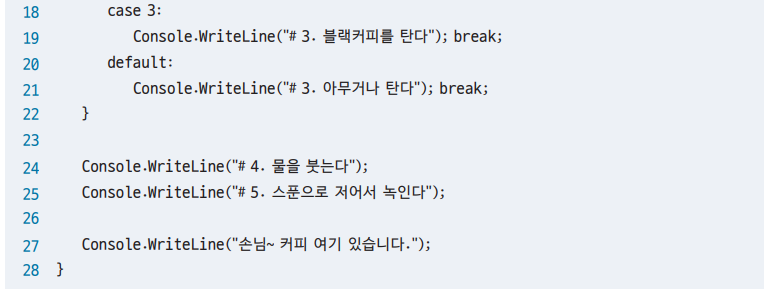 18 case 3:
19 Console.WriteLine("# 3. 블랙커피를 탄다"); break;
20 default:
21 Console.WriteLine("# 3. 아무거나 탄다"); break;
22 }
23
24 Console.WriteLine("# 4. 물을 붓는다");
25 Console.WriteLine("# 5. 스푼으로 저어서 녹인다");
26
27 Console.WriteLine("손님~ 커피 여기 있습니다.");
28 }